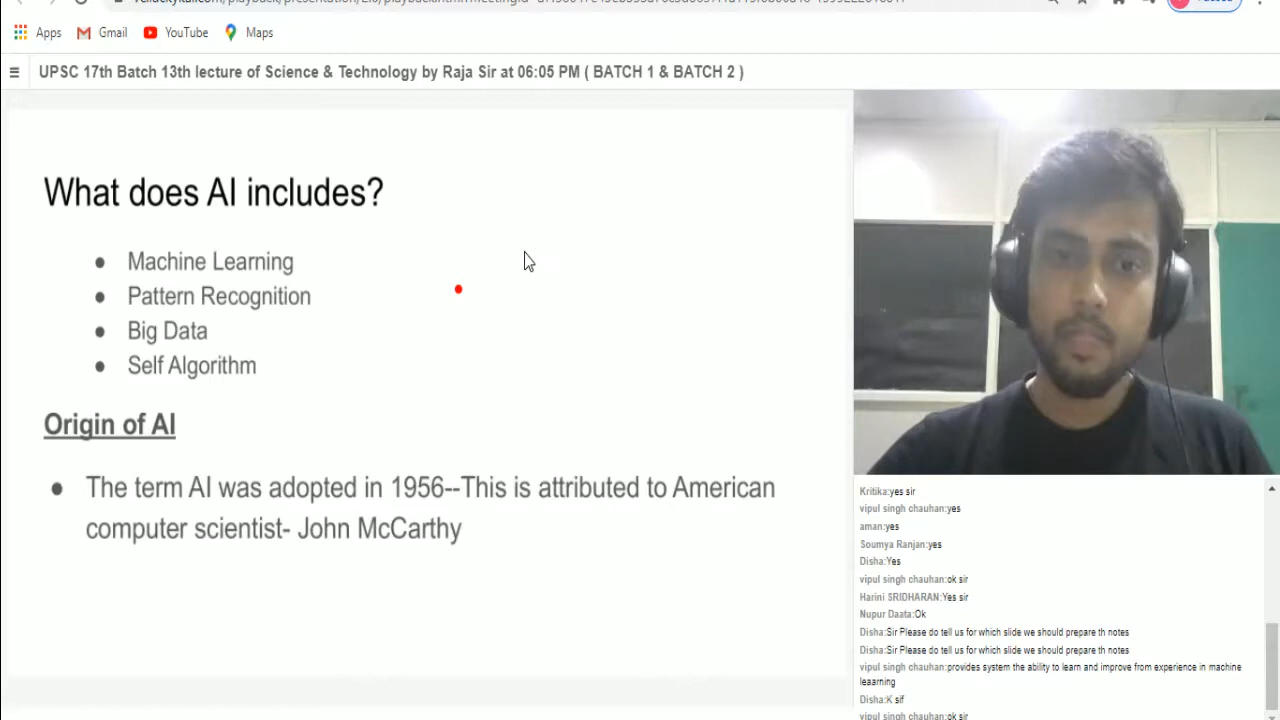 Apps Gmail YouTube Maps
UPSC 17th Batch 13th lecture of Science & Technology by Raja Sir at 06:05 PM ( BATCH 1 & BATCH 2 )
What does AI includes?
● Machine Learning
● Pattern Recognition
● Big Data
● Self Algorithm
Origin of AI
● The term AI was adopted in 1956--This is attributed to American
computer scientist- John McCarthy
Kritika:yes sir
vipul singh chauhan:yes
aman:yes
Soumya Ranjan:yes
Disha:Yes
vipul singh chauhan:ok sir
Harini SRIDHARAN:Yes sir
Nupur Daata:Ok
Disha:Sir Please do tell us for which slide we should prepare th notes
Disha:Sir Please do tell us for which slide we should prepare th notes
vipul singh chauhan:provides system the ability to learn and improve from experience in machine
leaarning
Disha:K sif
vipul singh chauhan:ok sir